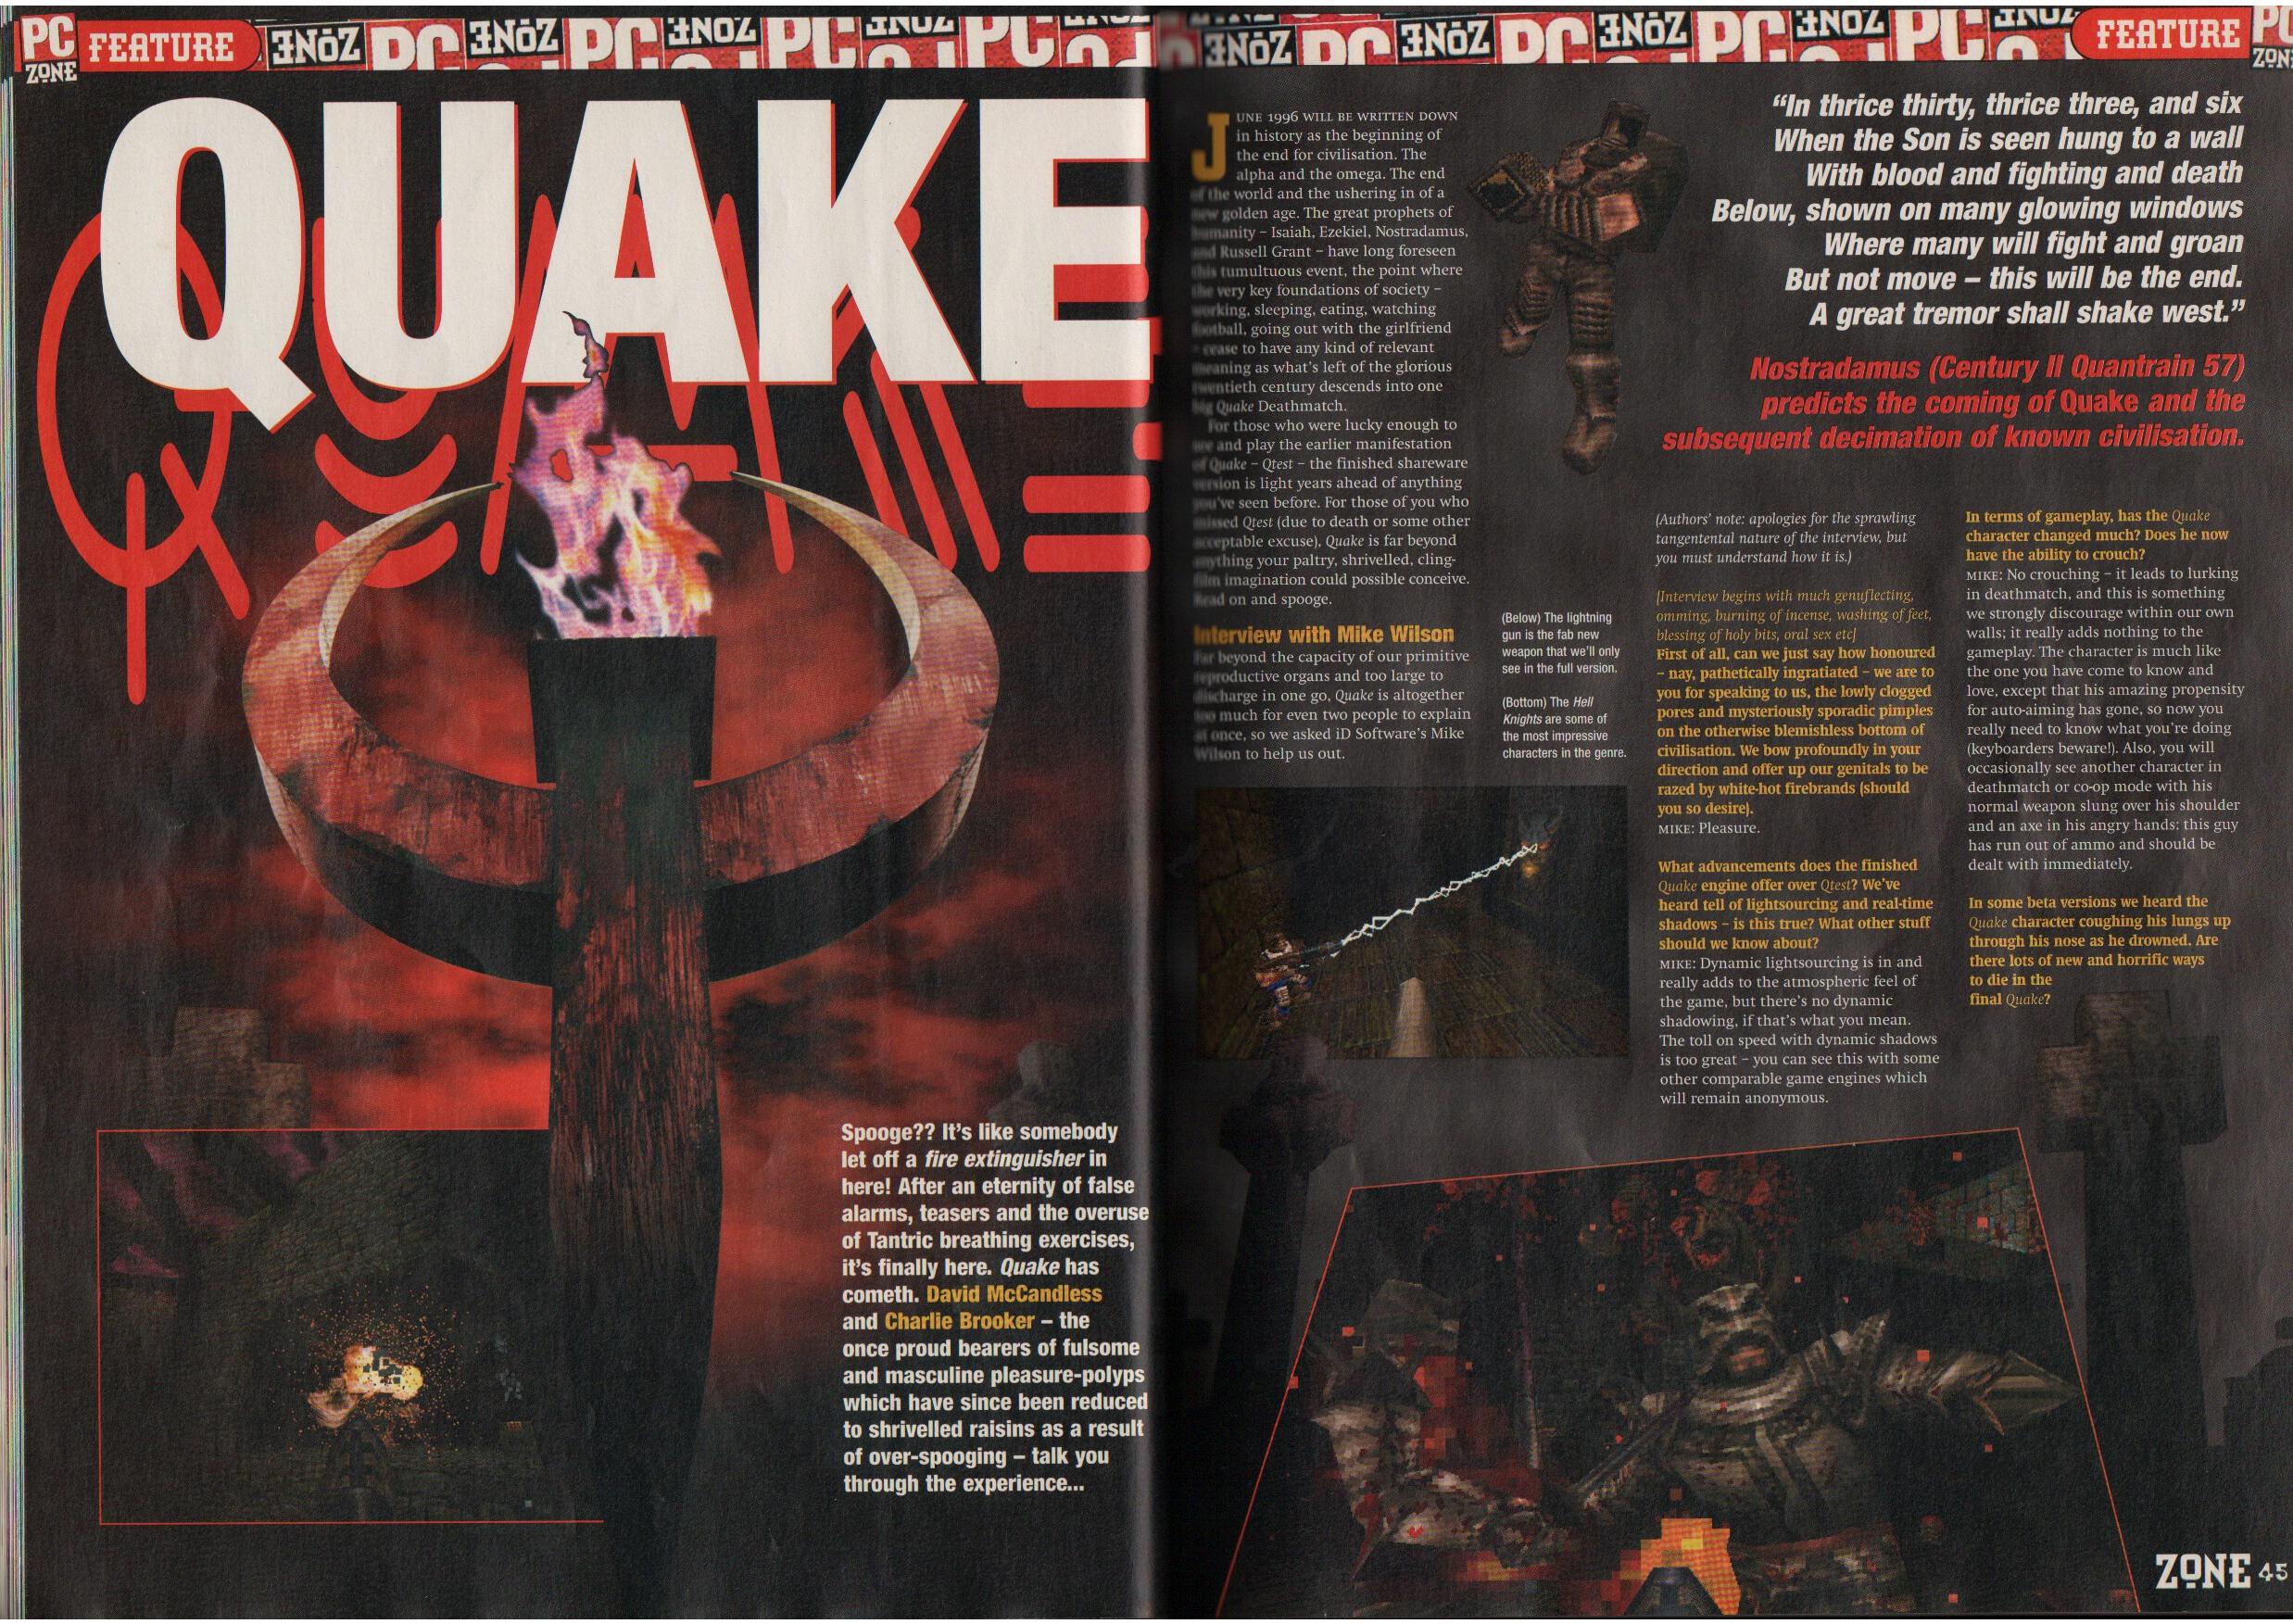 PC
ZONE
FEATURE
FEATURE
QUAKE
Spooge?? It's like somebody
let off a fire extinguisher in
here! After an eternity of false
alarms, teasers and the overuse
of Tantric breathing exercises,
it's finally here. Quake has
cometh. David McCandless
and Charlie Brooker – the
once proud bearers of fulsome
and masculine pleasure-polyps
which have since been reduced
to shrivelled raisins as a result
of over-spooging – talk you
through the experience...
JUNE 1996 WILL BE WRITTEN DOWN
in history as the beginning of
the end for civilisation. The
alpha and the omega. The end
of the world and the ushering in of a
new golden age. The great prophets of
humanity – Isaiah, Ezekiel, Nostradamus,
and Russell Grant – have long foreseen
this tumultuous event, the point where
the very key foundations of society –
working, sleeping, eating, watching
football, going out with the girlfriend
– cease to have any kind of relevant
meaning as what's left of the glorious
twentieth century descends into one
big Quake Deathmatch.
For those who were lucky enough to
see and play the earlier manifestation
of Quake – Qtest – the finished shareware
version is light years ahead of anything
you've seen before. For those of you who
missed Qtest (due to death or some other
acceptable excuse), Quake is far beyond
anything your paltry, shrivelled, cling-
film imagination could possible conceive.
Read on and spooge.
Interview with Mike Wilson
Far beyond the capacity of our primitive
reproductive organs and too large to
discharge in one go, Quake is altogether
too much for even two people to explain
at once, so we asked iD Software's Mike
Wilson to help us out.
(Below) The lightning
gun is the fab new
weapon that we'll only
see in the full version.
(Bottom) The Hell
Knights are some of
the most impressive
characters in the genre.
“In thrice thirty, thrice three, and six
When the Son is seen hung to a wall
With blood and fighting and death
Below, shown on many glowing windows
Where many will fight and groan
But not move – this will be the end.
A great tremor shall shake west.”
Nostradamus (Century II Quantrain 57)
predicts the coming of Quake and the
subsequent decimation of known civilisation.
(Authors' note: apologies for the sprawling
tangentental nature of the interview, but
you must understand how it is.)
[Interview begins with much genuflecting,
omming, burning of incense, washing of feet,
blessing of holy bits, oral sex etc]
First of all, can we just say how honoured
– nay, pathetically ingratiated – we are to
you for speaking to us, the lowly clogged
pores and mysteriously sporadic pimples
on the otherwise blemishless bottom of
civilisation. We bow profoundly in your
direction and offer up our genitals to be
razed by white-hot firebrands (should
you so desire).
MIKE: Pleasure.
What advancements does the finished
Quake engine offer over Qtest? We've
heard tell of lightsourcing and real-time
shadows – is this true? What other stuff
should we know about?
MIKE: Dynamic lightsourcing is in and
really adds to the atmospheric feel of
the game, but there's no dynamic
shadowing, if that's what you mean.
The toll on speed with dynamic shadows
is too great – you can see this with some
other comparable game engines which
will remain anonymous.
In terms of gameplay, has the Quake
character changed much? Does he now
have the ability to crouch?
MIKE: No crouching – it leads to lurking
in deathmatch, and this is something
we strongly discourage within our own
walls; it really adds nothing to the
gameplay. The character is much like
the one you have come to know and
love, except that his amazing propensity
for auto-aiming has gone, so now you
really need to know what you're doing
(keyboarders beware!). Also, you will
occasionally see another character in
deathmatch or co-op mode with his
normal weapon slung over his shoulder
and an axe in his angry hands: this guy
has run out of ammo and should be
dealt with immediately.
In some beta versions we heard the
Quake character coughing his lungs up
through his nose as he drowned. Are
there lots of new and horrific ways
to die in the
final Quake?
ZONE 45